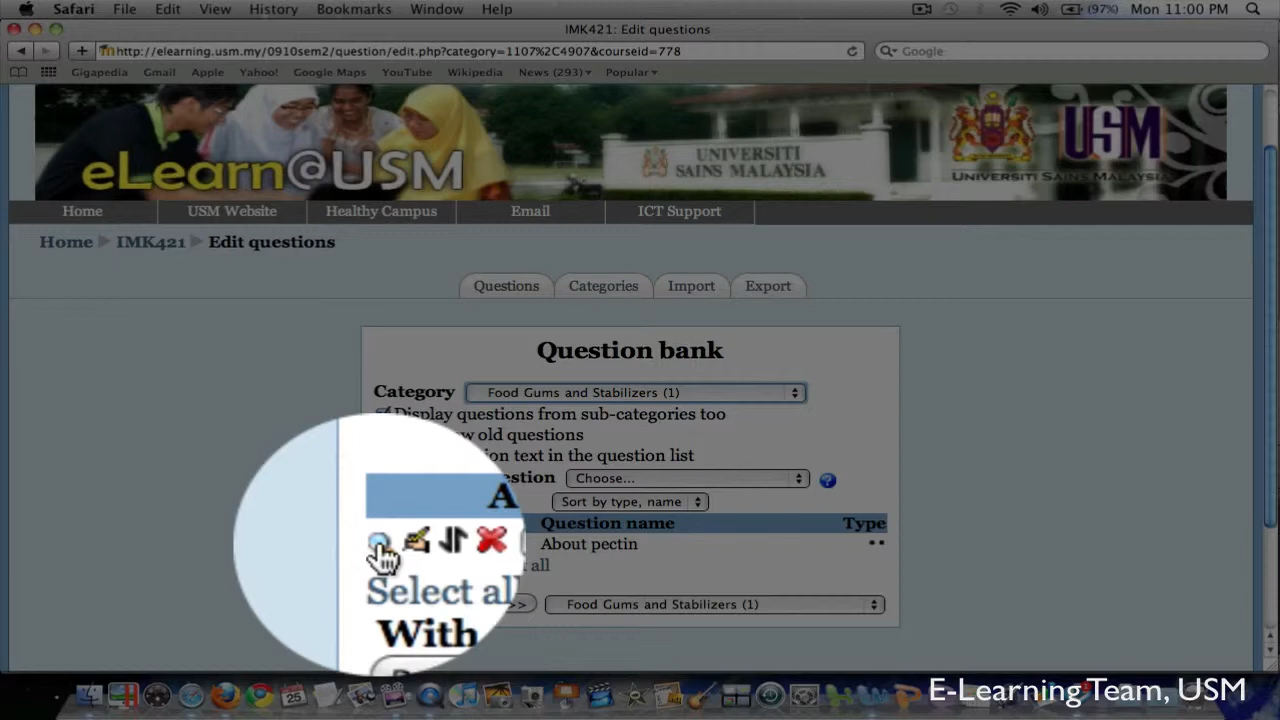 Safari File Edit View History Bookmarks Window Help (97%) Mon 11:00 PM
IMK421: Edit questions
http://elearning.usm.my/0910sem2/question/edit.php?category=1107%2C4907&courseid=778 Google
Gigapedia Gmail Apple Yahoo! Google Maps YouTube Wikipedia News (293) Popular
eLearn@USM UNIVERSITI SAINS MALAYSIA USM UNIVERSITI SAINS MALAYSIA
Home USM Website Healthy Campus Email ICT Support
Home IMK421 Edit questions
Questions Categories Import Export
Question bank
Category Food Gums and Stabilizers (1)
Display questions from sub-categories too
old questions
text in the question list
Choose...
Sort by type, name
A Question name Type
About pectin
Select all all
With >> Food Gums and Stabilizers (1)
25
E-Learning Team, USM